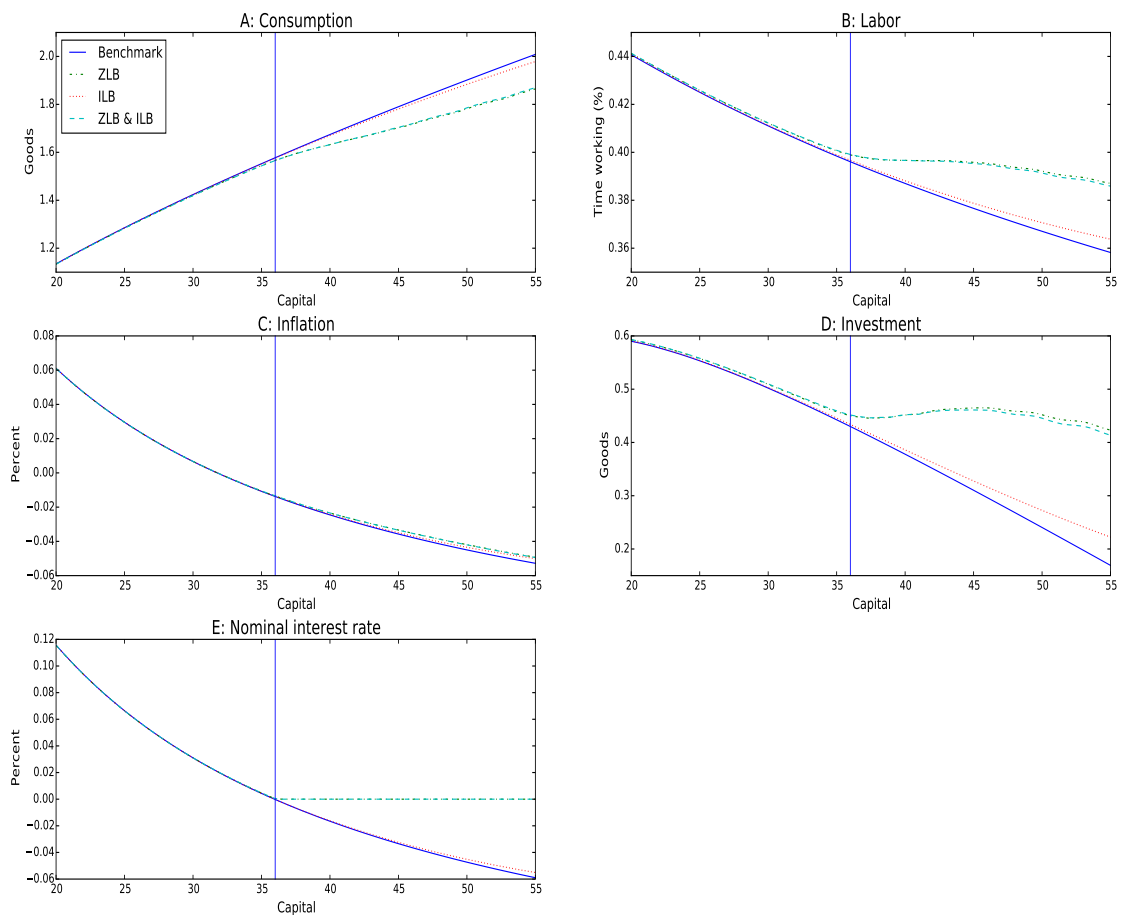 A: Consumption
2.0
1.8
1.6
1.4
1.2
Goods
Benchmark
ZLB
ILB
ZLB & ILB
20 25 30 35 40 45 50 55
Capital
B: Labor
0.44
0.42
0.40
0.38
0.36
Time working (%)
20 25 30 35 40 45 50 55
Capital
C: Inflation
0.08
0.06
0.04
0.02
0.00
−0.02
−0.04
−0.06
Percent
20 25 30 35 40 45 50 55
Capital
D: Investment
0.6
0.5
0.4
0.3
0.2
Goods
20 25 30 35 40 45 50 55
Capital
E: Nominal interest rate
0.12
0.10
0.08
0.06
0.04
0.02
0.00
−0.02
−0.04
−0.06
Percent
20 25 30 35 40 45 50 55
Capital